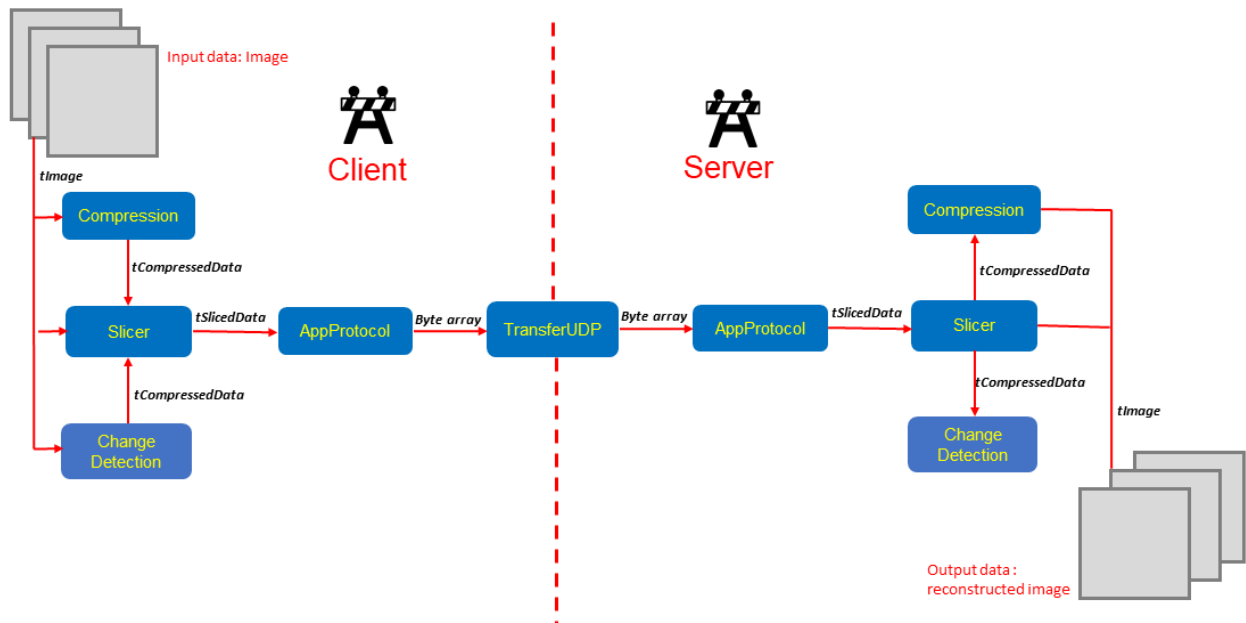 Input data: Image
Client
Server
tImage
Compression
tCompressedData
Slicer
tSlicedData
AppProtocol
Byte array
TransferUDP
Byte array
AppProtocol
tSlicedData
Slicer
tCompressedData
Change
Detection
Compression
tCompressedData
tCompressedData
Change
Detection
tImage
Output data :
reconstructed image